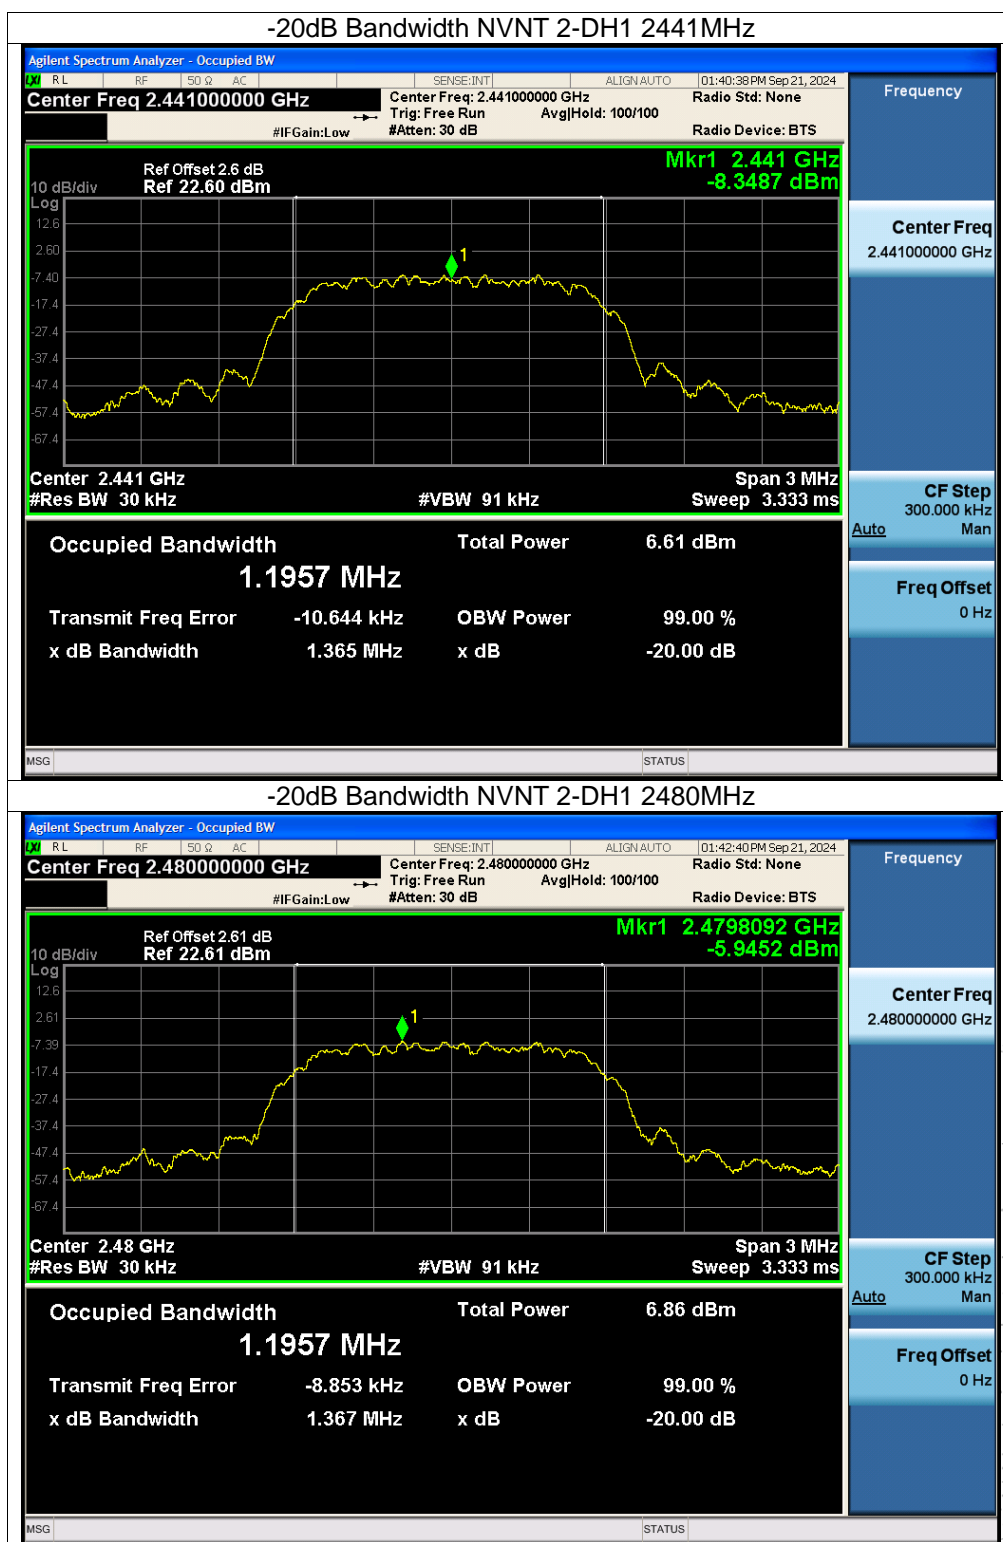 -20dB Bandwidth NVNT 2-DH1 2441MHz
Agilent Spectrum Analyzer - Occupied BW
LXI RL RF 50 Ω AC SENSE:INT ALIGN AUTO 01:40:38 PM Sep 21, 2024
Center Freq 2.441000000 GHz
Center Freq: 2.441000000 GHz
Radio Std: None
Trig: Free Run Avg|Hold: 100/100
#IFGain:Low #Atten: 30 dB Radio Device: BTS
Frequency
Mkr1 2.441 GHz
-8.3487 dBm
Ref Offset 2.6 dB
10 dB/div Ref 22.60 dBm
Log
12.6
2.60
-7.40
-17.4
-27.4
-37.4
-47.4
-57.4
-67.4
1
Center Freq
2.441000000 GHz
Center 2.441 GHz Span 3 MHz
#Res BW 30 kHz #VBW 91 kHz Sweep 3.333 ms
CF Step
300.000 kHz
Auto Man
Occupied Bandwidth Total Power 6.61 dBm
1.1957 MHz
Freq Offset
0 Hz
Transmit Freq Error -10.644 kHz OBW Power 99.00 %
x dB Bandwidth 1.365 MHz x dB -20.00 dB
MSG STATUS
-20dB Bandwidth NVNT 2-DH1 2480MHz
Agilent Spectrum Analyzer - Occupied BW
LXI RL RF 50 Ω AC SENSE:INT ALIGN AUTO 01:42:40 PM Sep 21, 2024
Center Freq 2.480000000 GHz
Center Freq: 2.480000000 GHz
Radio Std: None
Trig: Free Run Avg|Hold: 100/100
#IFGain:Low #Atten: 30 dB Radio Device: BTS
Frequency
Mkr1 2.4798092 GHz
-5.9452 dBm
Ref Offset 2.61 dB
10 dB/div Ref 22.61 dBm
Log
12.6
2.61
-7.39
-17.4
-27.4
-37.4
-47.4
-57.4
-67.4
1
Center Freq
2.480000000 GHz
Center 2.48 GHz Span 3 MHz
#Res BW 30 kHz #VBW 91 kHz Sweep 3.333 ms
CF Step
300.000 kHz
Auto Man
Occupied Bandwidth Total Power 6.86 dBm
1.1957 MHz
Freq Offset
0 Hz
Transmit Freq Error -8.853 kHz OBW Power 99.00 %
x dB Bandwidth 1.367 MHz x dB -20.00 dB
MSG STATUS